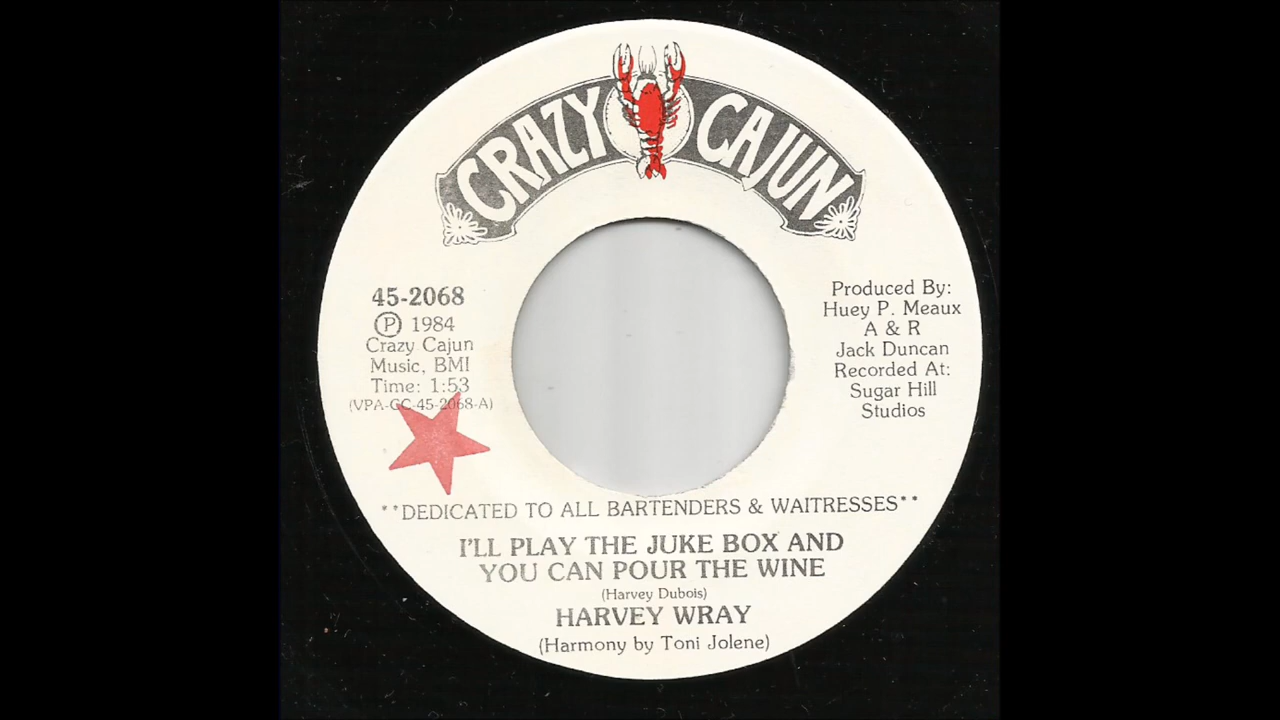 CRAZY CAJUN
45-2068
Ⓟ 1984
Crazy Cajun
Music, BMI
Time: 1:53
(VPA-GC-45-2068-A)
Produced By:
Huey P. Meaux
A & R
Jack Duncan
Recorded At:
Sugar Hill
Studios
**DEDICATED TO ALL BARTENDERS & WAITRESSES**
I'LL PLAY THE JUKE BOX AND
YOU CAN POUR THE WINE
(Harvey Dubois)
HARVEY WRAY
(Harmony by Toni Jolene)